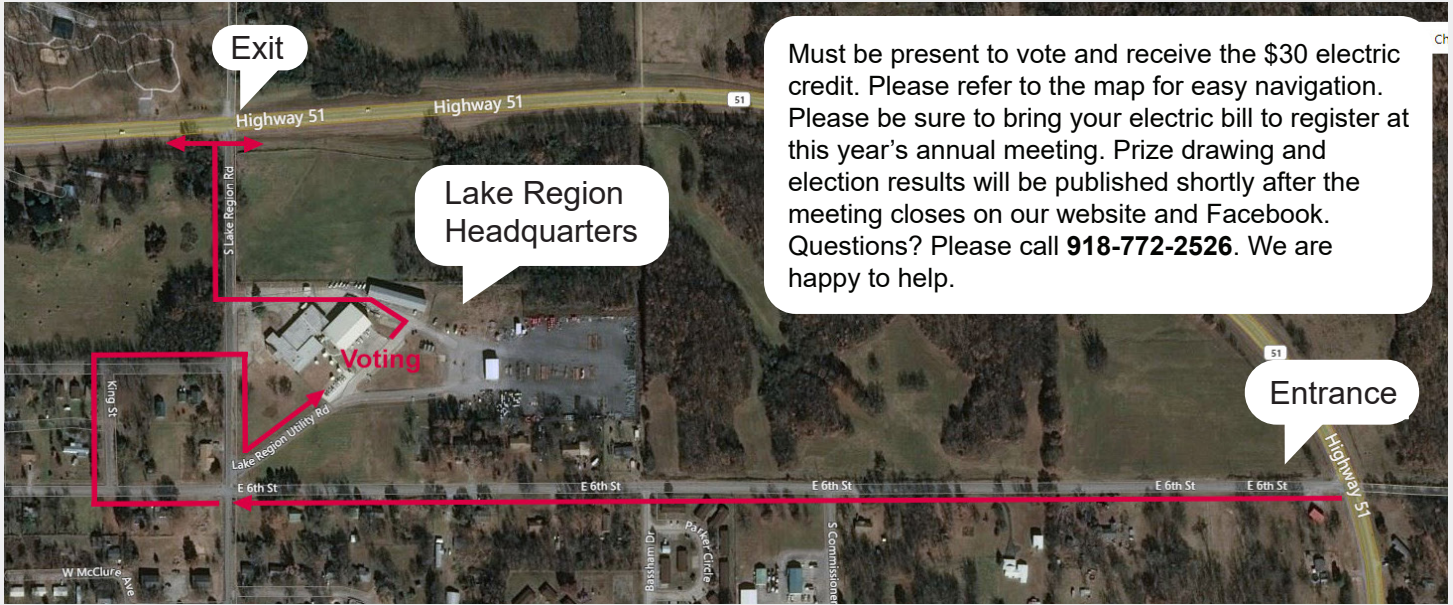 Exit
Must be present to vote and receive the $30 electric
credit. Please refer to the map for easy navigation.
Please be sure to bring your electric bill to register at
this year's annual meeting. Prize drawing and
election results will be published shortly after the
meeting closes on our website and Facebook.
Questions? Please call 918-772-2526. We are
happy to help.
Ch
Highway 51
Highway 51
51
S Lake Region Rd
Lake Region
Headquarters
Voting
51
Entrance
King St
Lake Region Utility Rd
Highway 51
E 6th St
E 6th St
E 6th St
E 6th St
E 6th St
Bassham Dr
Parker Circle
S Commissioner
W McClure Ave